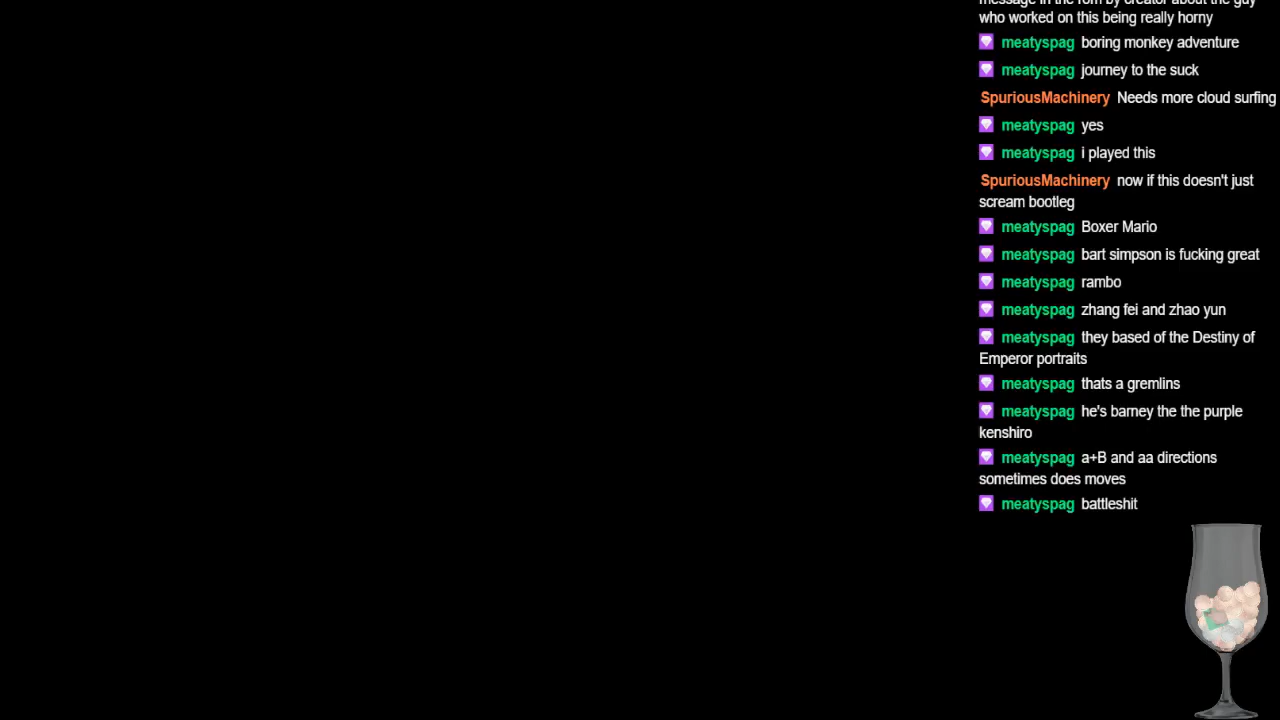 message in the rom by creator about the guy
who worked on this being really horny
meatyspag boring monkey adventure
meatyspag journey to the suck
SpuriousMachinery Needs more cloud surfing
meatyspag yes
meatyspag i played this
SpuriousMachinery now if this doesn't just
scream bootleg
meatyspag Boxer Mario
meatyspag bart simpson is fucking great
meatyspag rambo
meatyspag zhang fei and zhao yun
meatyspag they based of the Destiny of
Emperor portraits
meatyspag thats a gremlins
meatyspag he's barney the the purple
kenshiro
meatyspag a+B and aa directions
sometimes does moves
meatyspag battleshit